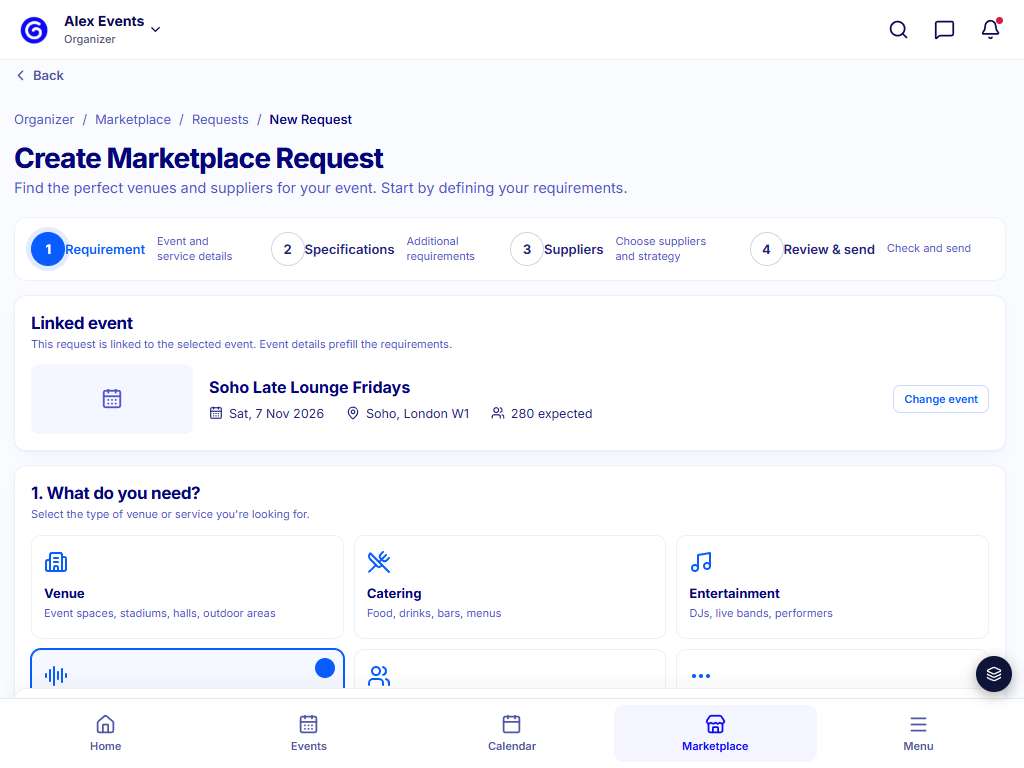 Alex Events
Organizer
Back
Organizer / Marketplace / Requests / New Request
Create Marketplace Request
Find the perfect venues and suppliers for your event. Start by defining your requirements.
1 Requirement Event and service details
2 Specifications Additional requirements
3 Suppliers Choose suppliers and strategy
4 Review & send Check and send
Linked event
This request is linked to the selected event. Event details prefill the requirements.
Soho Late Lounge Fridays
Sat, 7 Nov 2026 Soho, London W1 280 expected
Change event
1. What do you need?
Select the type of venue or service you're looking for.
Venue
Event spaces, stadiums, halls, outdoor areas
Catering
Food, drinks, bars, menus
Entertainment
DJs, live bands, performers
Home
Events
Calendar
Marketplace
Menu